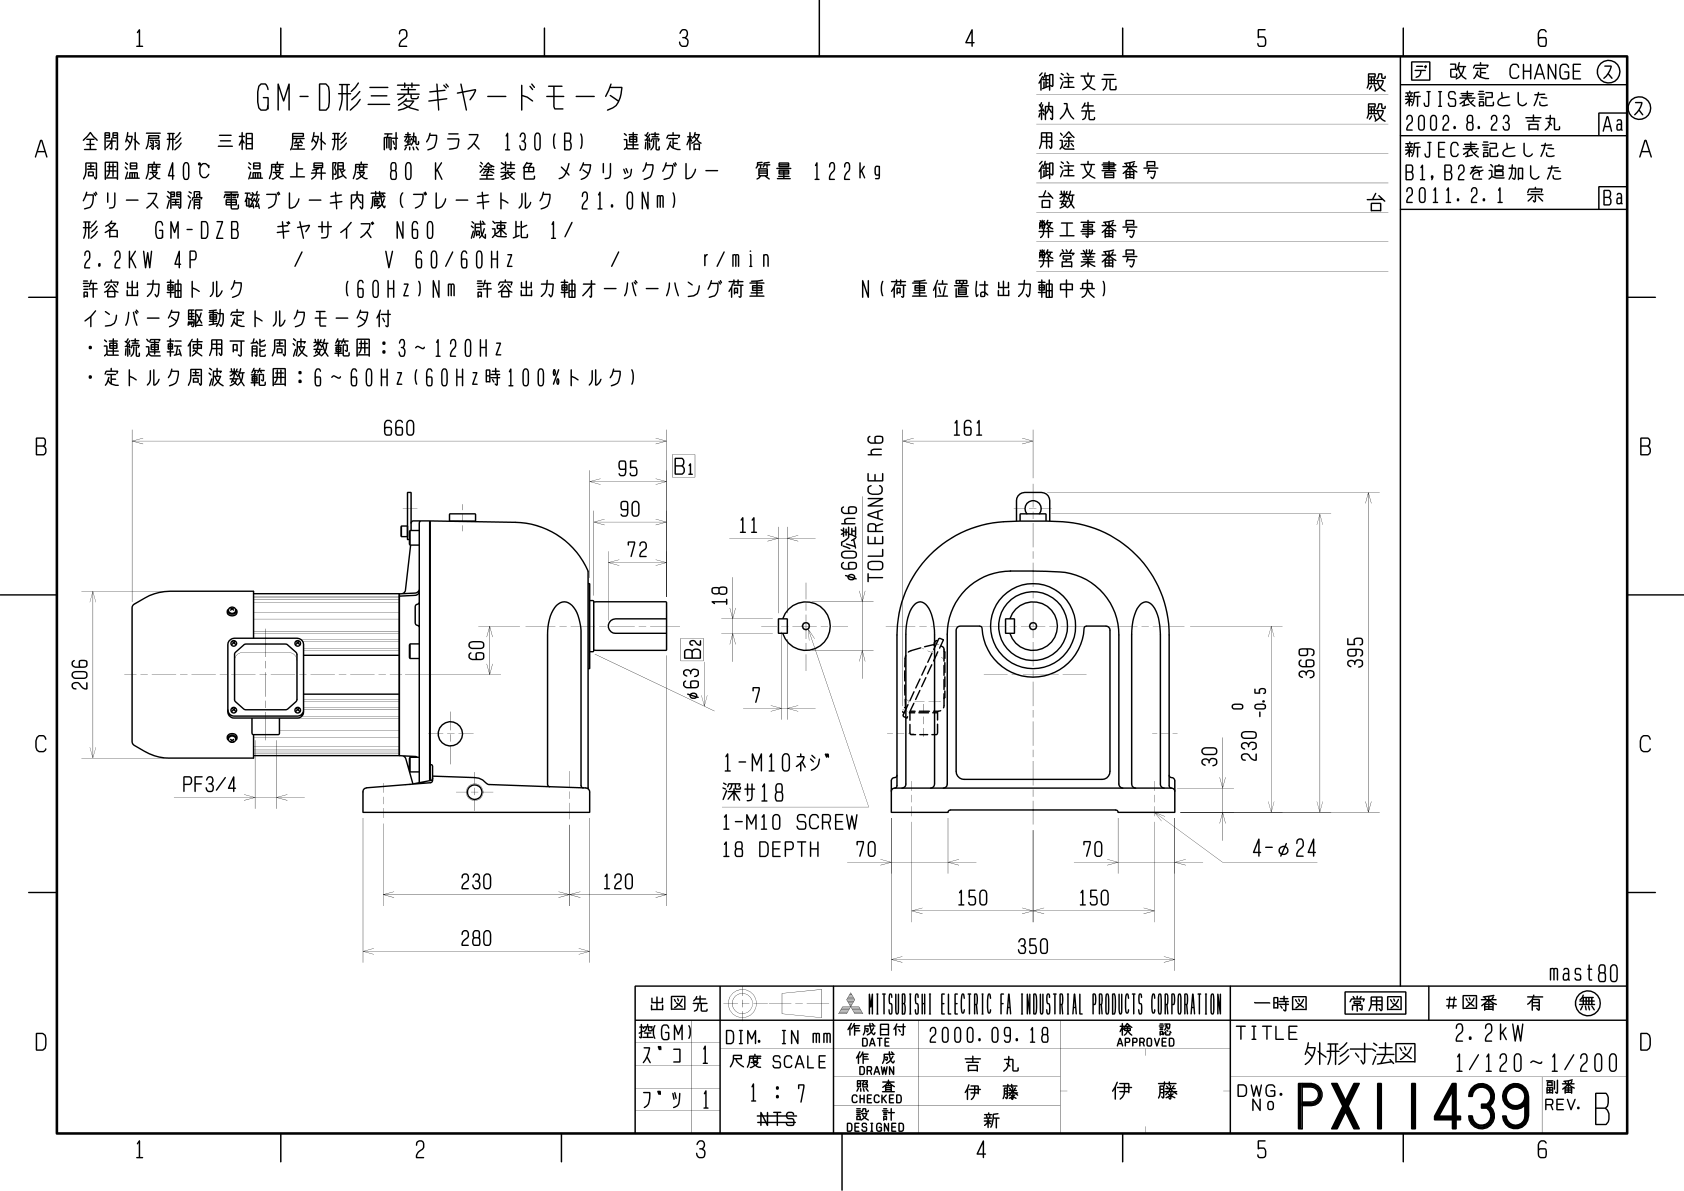 1 2 3 4 5 6
GM-D形三菱ギヤードモータ
全閉外扇形 三相 屋外形 耐熱クラス 130(B) 連続定格
周囲温度40℃ 温度上昇限度 80 K 塗装色 メタリックグレー 質量 122kg
グリース潤滑 電磁ブレーキ内蔵(ブレーキトルク 21.0Nm)
形名 GM-DZB ギヤサイズ N60 減速比 1/
2.2KW 4P / V 60/60Hz / r/min
許容出力軸トルク (60Hz)Nm 許容出力軸オーバーハング荷重 N(荷重位置は出力軸中央)
インバータ駆動定トルクモータ付
・連続運転使用可能周波数範囲：3~120Hz
・定トルク周波数範囲：6~60Hz(60Hz時100%トルク)
御注文元 殿
納入先 殿
用途
御注文書番号
台数 台
弊工事番号
弊営業番号
デ 改定 CHANGE ス
新JIS表記とした
2002.8.23 吉丸 Aa
ス
新JEC表記とした
B1,B2を追加した
2011.2.1 宗 Ba
A A
B B
C C
D D
660
95 B1
90
72
60
206
PF3/4
φ63 B2
230 120
280
11
18
7
φ60公差h6
TOLERANCE h6
1-M10ネジ
深サ18
1-M10 SCREW
18 DEPTH
161
395
369
230 0 -0.5
30
70 70
4-φ24
150 150
350
mast80
出図先
控(GM)
ズコ 1
ブツ 1
DIM. IN mm
尺度 SCALE
1 : 7
NTS
MITSUBISHI ELECTRIC FA INDUSTRIAL PRODUCTS CORPORATION
作成日付 DATE 2000.09.18
作成 DRAWN 吉丸
照査 CHECKED 伊藤
設計 DESIGNED 新
検認 APPROVED
伊藤
一時図 常用図 #図番 有 無
TITLE 外形寸法図
2.2kW
1/120~1/200
DWG. No PX11439
副番 REV. B
1 2 3 4 5 6